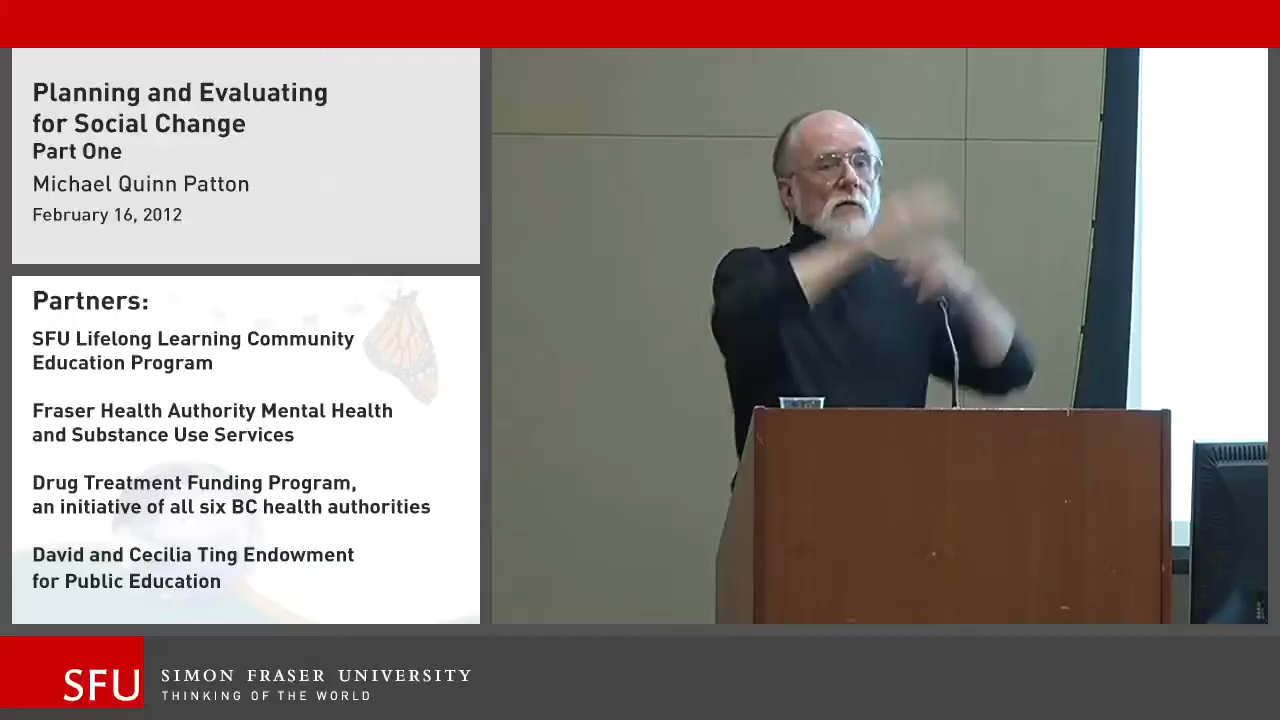 Planning and Evaluating
for Social Change
Part One
Michael Quinn Patton
February 16, 2012
Partners:
SFU Lifelong Learning Community
Education Program
Fraser Health Authority Mental Health
and Substance Use Services
Drug Treatment Funding Program,
an initiative of all six BC health authorities
David and Cecilia Ting Endowment
for Public Education
SFU
SIMON FRASER UNIVERSITY
THINKING OF THE WORLD